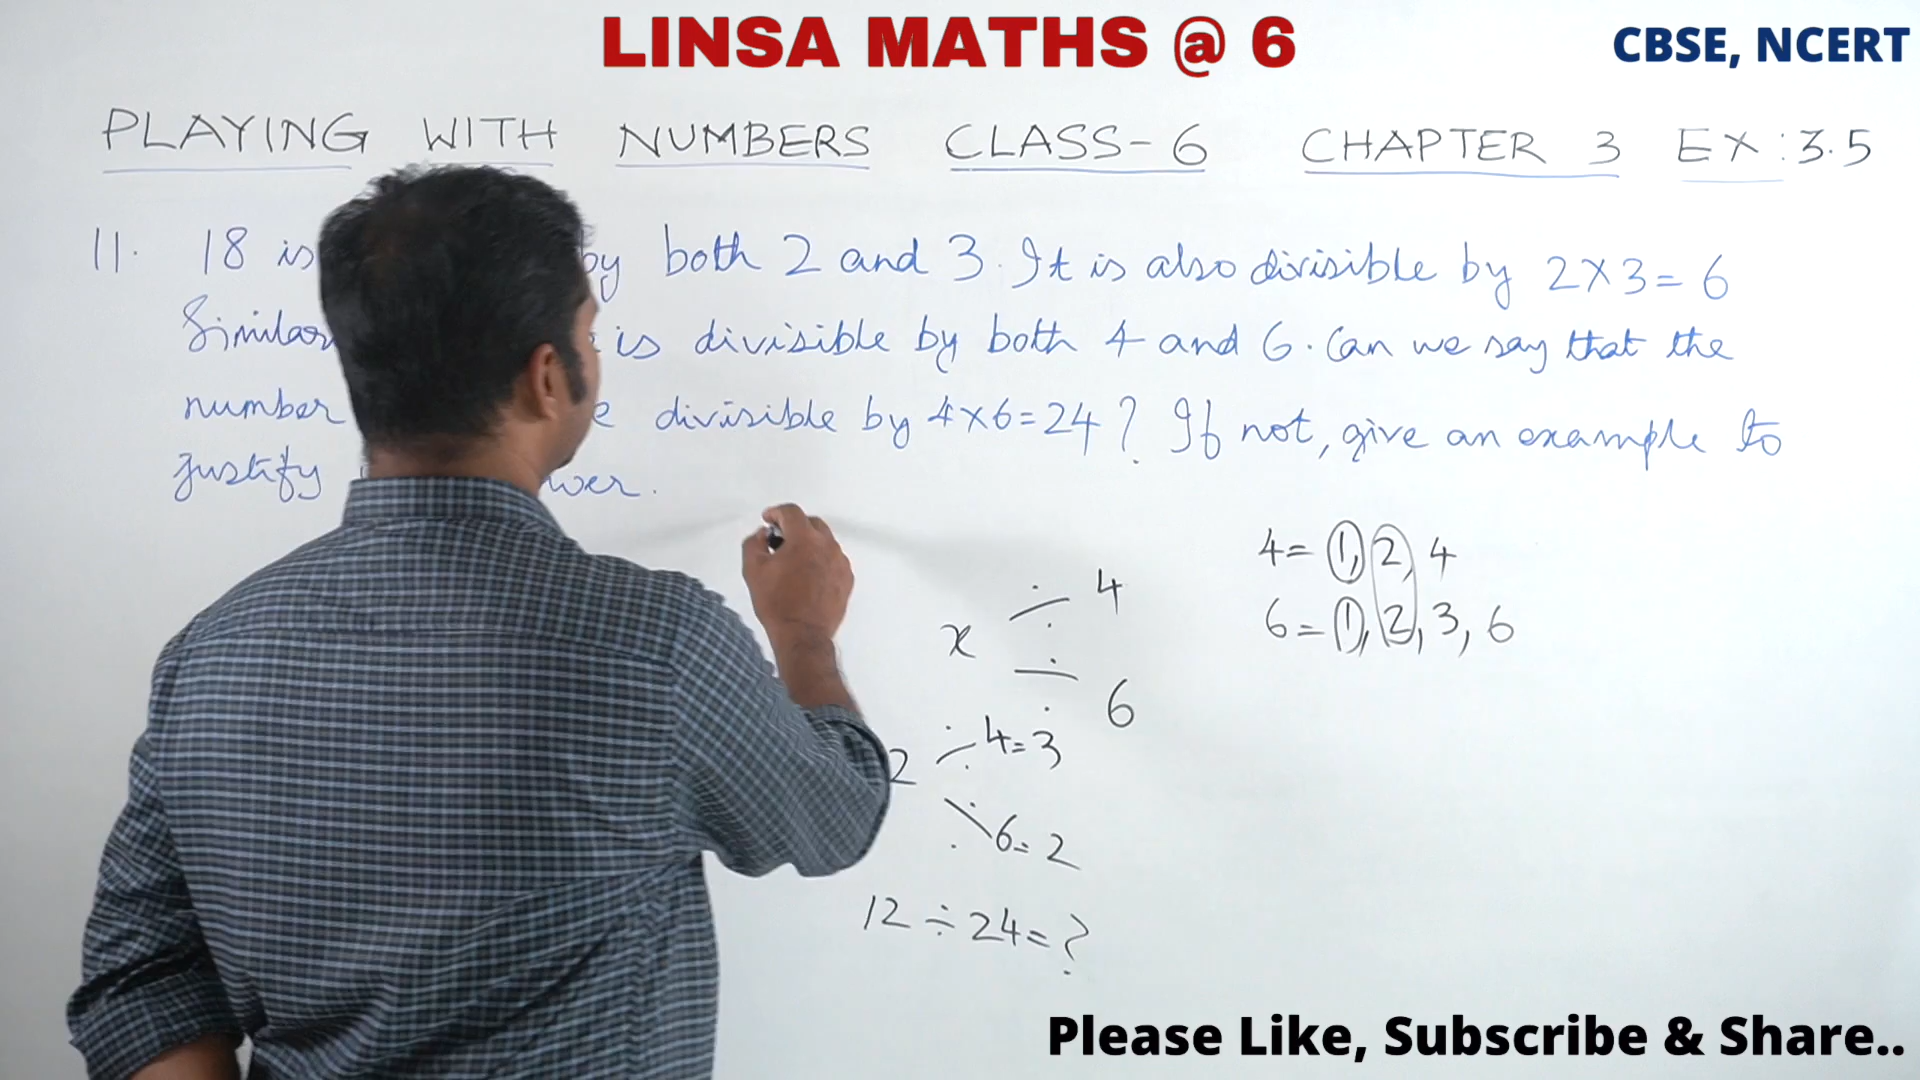 LINSA MATHS @ 6
CBSE, NCERT
PLAYING WITH NUMBERS CLASS-6 CHAPTER 3 EX: 3.5
11. 18 is by both 2 and 3. It is also divisible by 2×3=6
is divisible by both 4 and 6. Can we say that the
number divisible by 4×6=24? If not, give an example to
Justify
4= 1, 2, 4
6= 1, 2, 3, 6
x ÷ 4
÷ 6
2 ÷ 4=3
÷ 6=2
12 ÷ 24=?
Please Like, Subscribe & Share..